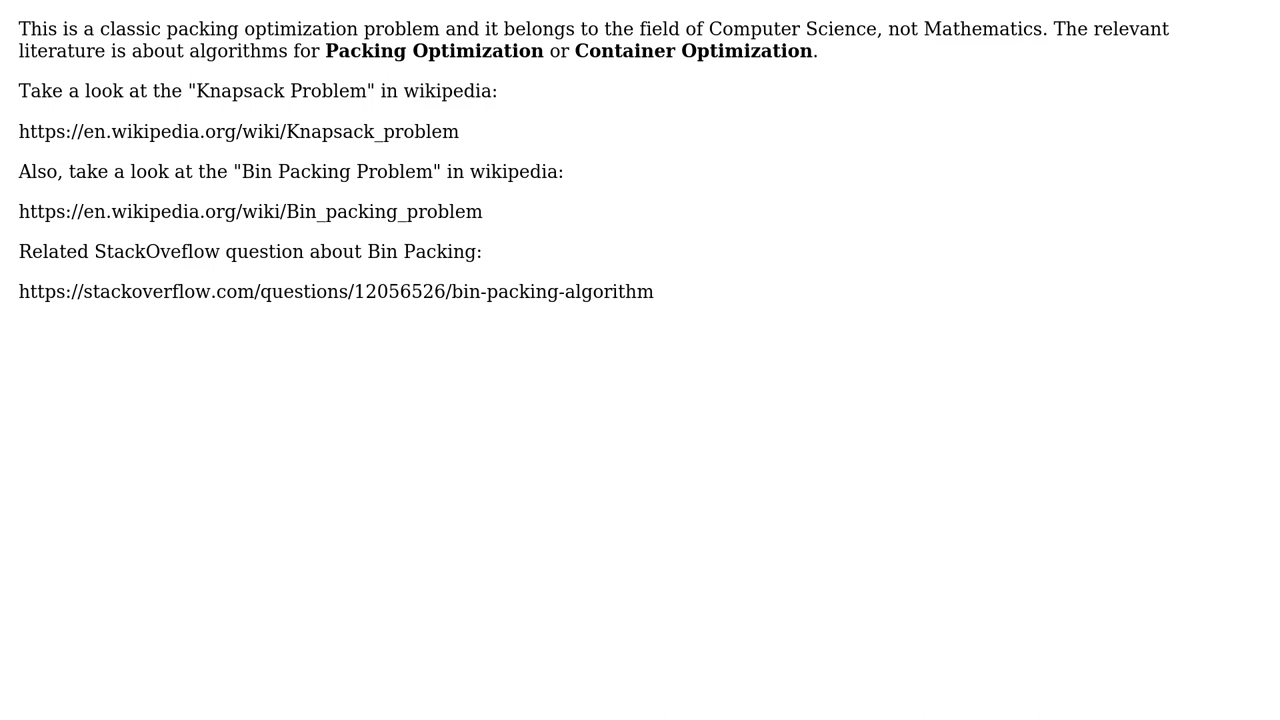 This is a classic packing optimization problem and it belongs to the field of Computer Science, not Mathematics. The relevant
literature is about algorithms for Packing Optimization or Container Optimization.
Take a look at the "Knapsack Problem" in wikipedia:
https://en.wikipedia.org/wiki/Knapsack_problem
Also, take a look at the "Bin Packing Problem" in wikipedia:
https://en.wikipedia.org/wiki/Bin_packing_problem
Related StackOveflow question about Bin Packing:
https://stackoverflow.com/questions/12056526/bin-packing-algorithm